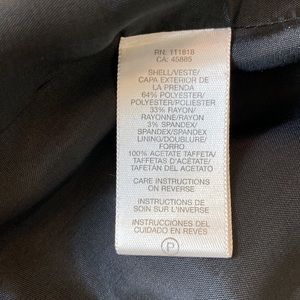 RN: 111818
CA: 45885
SHELL/VESTE/
CAPA EXTERIOR DE
LA PRENDA
64% POLYESTER/
POLYESTER/POLIESTER
33% RAYON/
RAYONNE/RAYON
3% SPANDEX/
SPANDEX/SPANDEX
LINING/DOUBLURE/
FORRO
100% ACETATE TAFFETA/
TAFFETAS D'ACÉTATE/
TAFETÁN DEL ACETATO
CARE INSTRUCTIONS
ON REVERSE
INSTRUCTIONS DE
SOIN SUR L'INVERSE
INSTRUCCIONES DEL
CUIDADO EN REVÉS
P